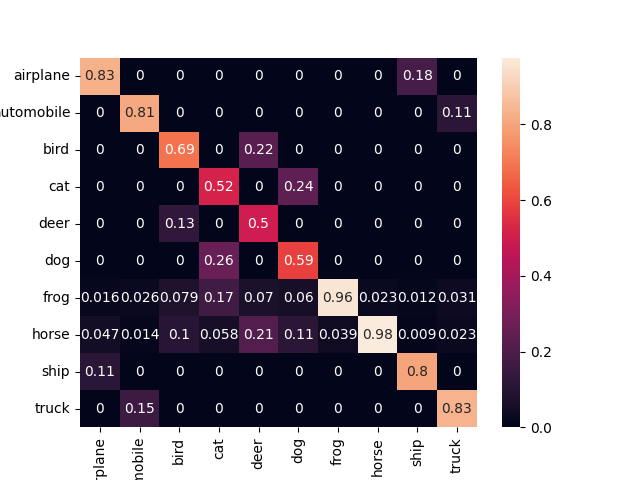 airplane 0.83 0 0 0 0 0 0 0 0.18 0
utomobile 0 0.81 0 0 0 0 0 0 0 0.11
bird 0 0 0.69 0 0.22 0 0 0 0 0
cat 0 0 0 0.52 0 0.24 0 0 0 0
deer 0 0 0.13 0 0.5 0 0 0 0 0
dog 0 0 0 0.26 0 0.59 0 0 0 0
frog 0.016 0.026 0.079 0.17 0.07 0.06 0.96 0.023 0.012 0.031
horse 0.047 0.014 0.1 0.058 0.21 0.11 0.039 0.98 0.009 0.023
ship 0.11 0 0 0 0 0 0 0 0.8 0
truck 0 0.15 0 0 0 0 0 0 0 0.83
rplane mobile bird cat deer dog frog horse ship truck
0.8
0.6
0.4
0.2
0.0